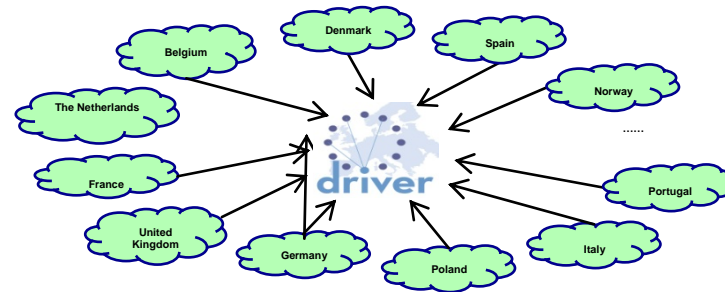 Denmark
Belgium
Spain
Norway
The Netherlands
......
driver
France
Portugal
United
Kingdom
Italy
Germany
Poland